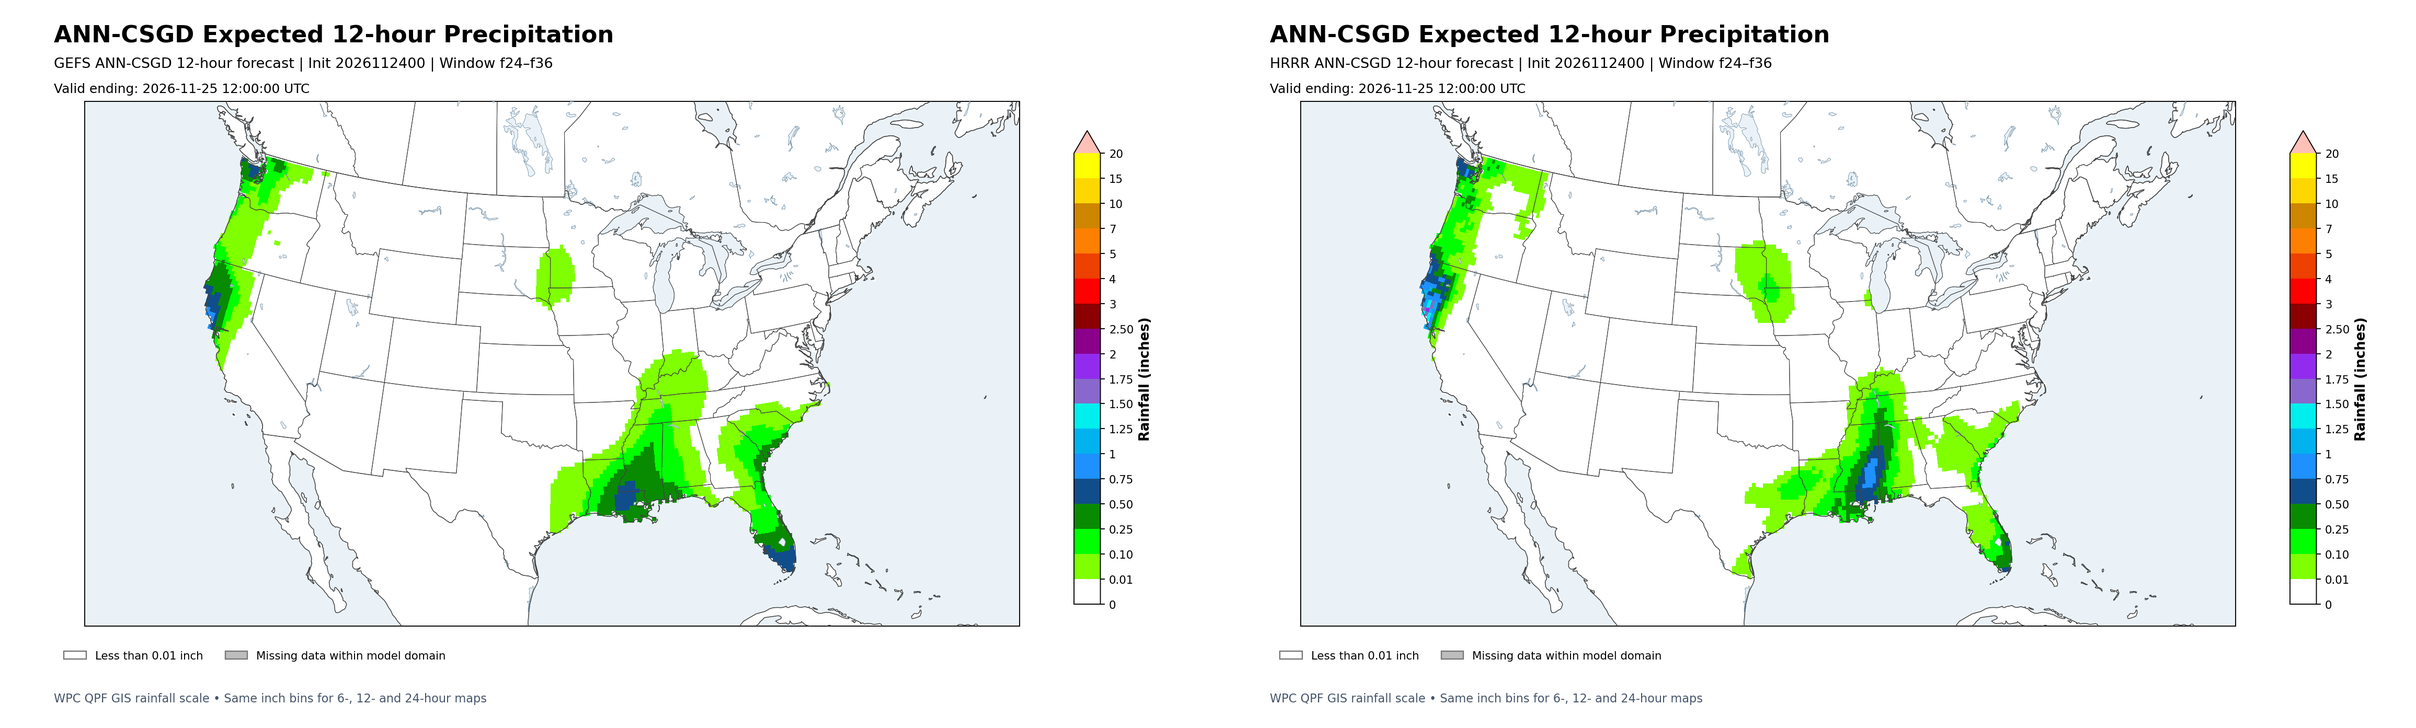 ANN-CSGD Expected 12-hour Precipitation
GEFS ANN-CSGD 12-hour forecast | Init 2026112400 | Window f24–f36
Valid ending: 2026-11-25 12:00:00 UTC
20
15
10
7
5
4
3
2.50
2
1.75
1.50
1.25
1
0.75
0.50
0.25
0.10
0.01
0
Rainfall (inches)
Less than 0.01 inch
Missing data within model domain
WPC QPF GIS rainfall scale • Same inch bins for 6-, 12- and 24-hour maps
ANN-CSGD Expected 12-hour Precipitation
HRRR ANN-CSGD 12-hour forecast | Init 2026112400 | Window f24–f36
Valid ending: 2026-11-25 12:00:00 UTC
20
15
10
7
5
4
3
2.50
2
1.75
1.50
1.25
1
0.75
0.50
0.25
0.10
0.01
0
Rainfall (inches)
Less than 0.01 inch
Missing data within model domain
WPC QPF GIS rainfall scale • Same inch bins for 6-, 12- and 24-hour maps